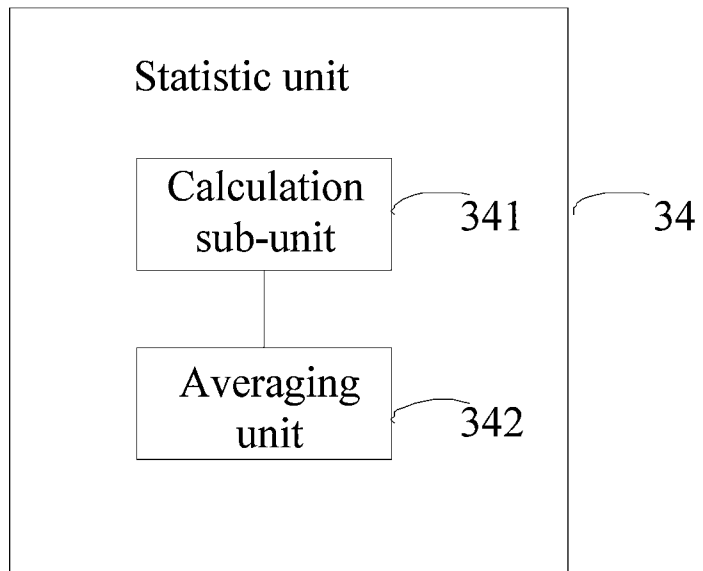 Statistic unit
Calculation
sub-unit
341
34
Averaging
unit
342